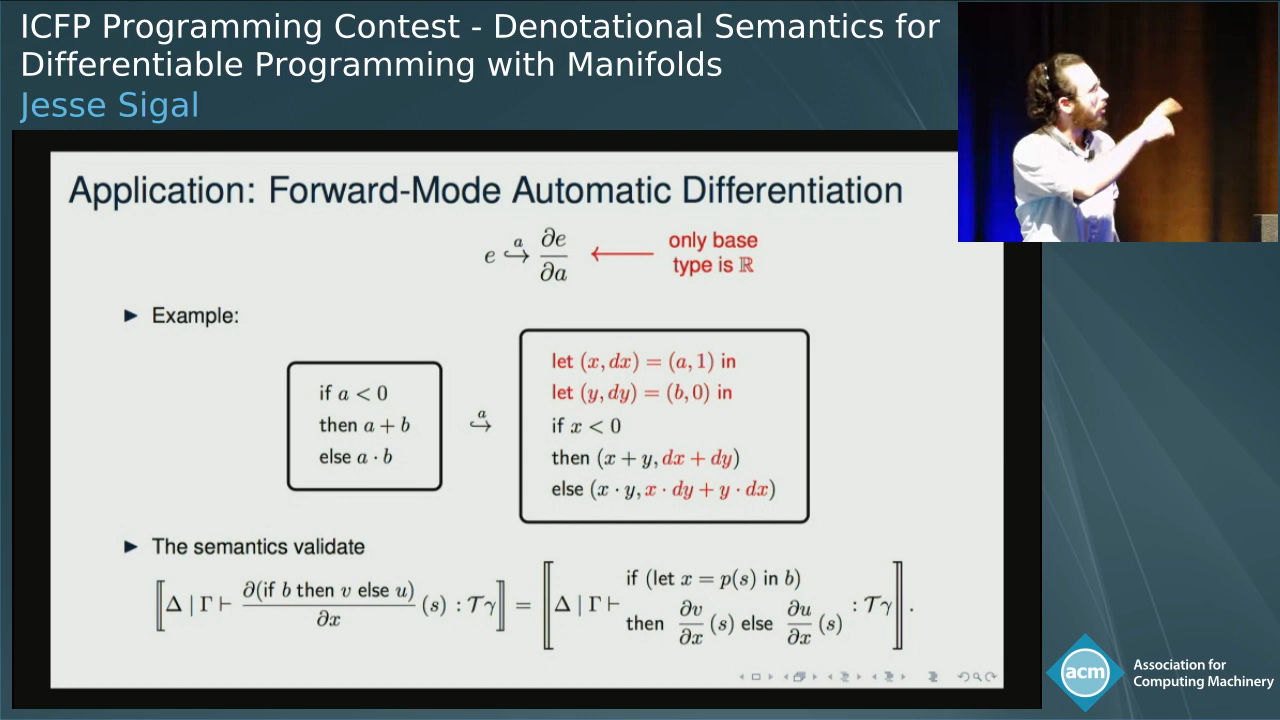 ICFP Programming Contest - Denotational Semantics for
Differentiable Programming with Manifolds
Jesse Sigal
Application: Forward-Mode Automatic Differentiation
e ↪^a ∂e/∂a ⟵ only base
type is ℝ
► Example:
if a < 0
then a + b
else a · b
↪^a
let (x, dx) = (a, 1) in
let (y, dy) = (b, 0) in
if x < 0
then (x + y, dx + dy)
else (x · y, x · dy + y · dx)
► The semantics validate
⟦Δ | Γ ⊢ ∂(if b then v else u)/∂x (s) : 𝒯γ⟧ = ⟦Δ | Γ ⊢ if (let x = p(s) in b)
then ∂v/∂x (s) else ∂u/∂x (s) : 𝒯γ⟧.
acm
Association for
Computing Machinery